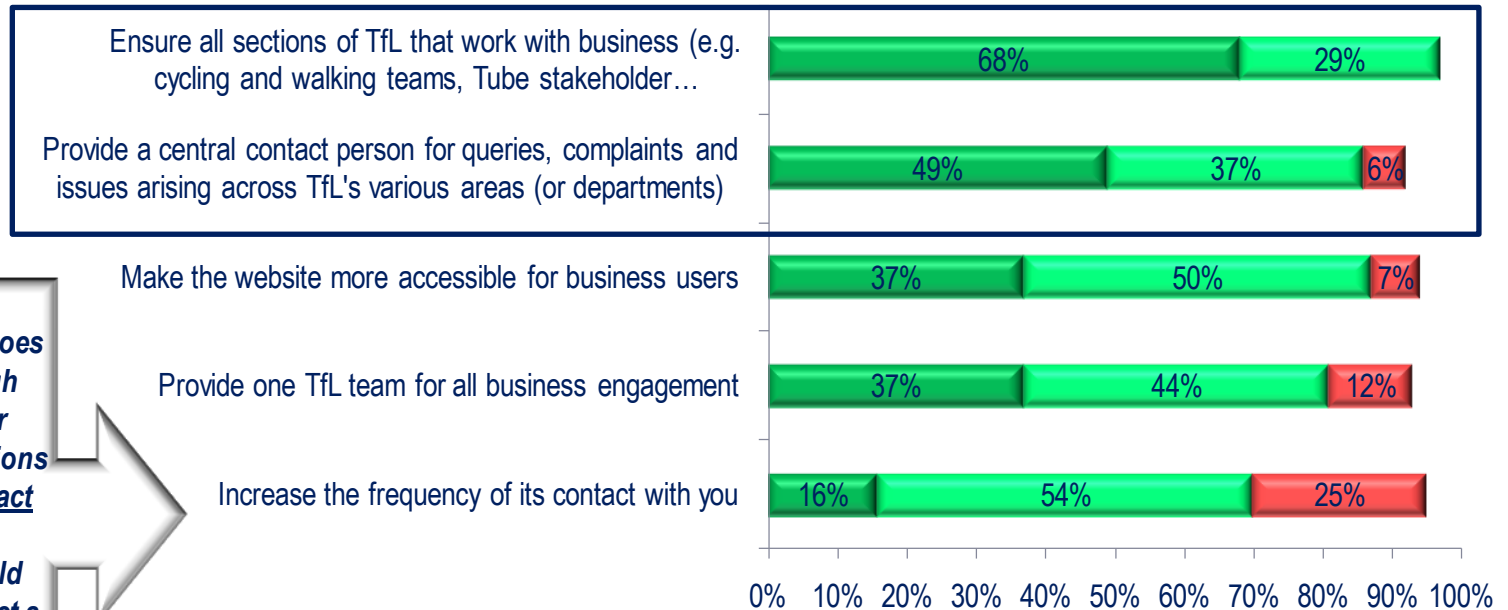 Ensure all sections of TfL that work with business (e.g.
cycling and walking teams, Tube stakeholder…
68% 29%
Provide a central contact person for queries, complaints and
issues arising across TfL's various areas (or departments)
49% 37% 6%
Make the website more accessible for business users
37% 50% 7%
Provide one TfL team for all business engagement
37% 44% 12%
Increase the frequency of its contact with you
16% 54% 25%
0% 10% 20% 30% 40% 50% 60% 70% 80% 90% 100%